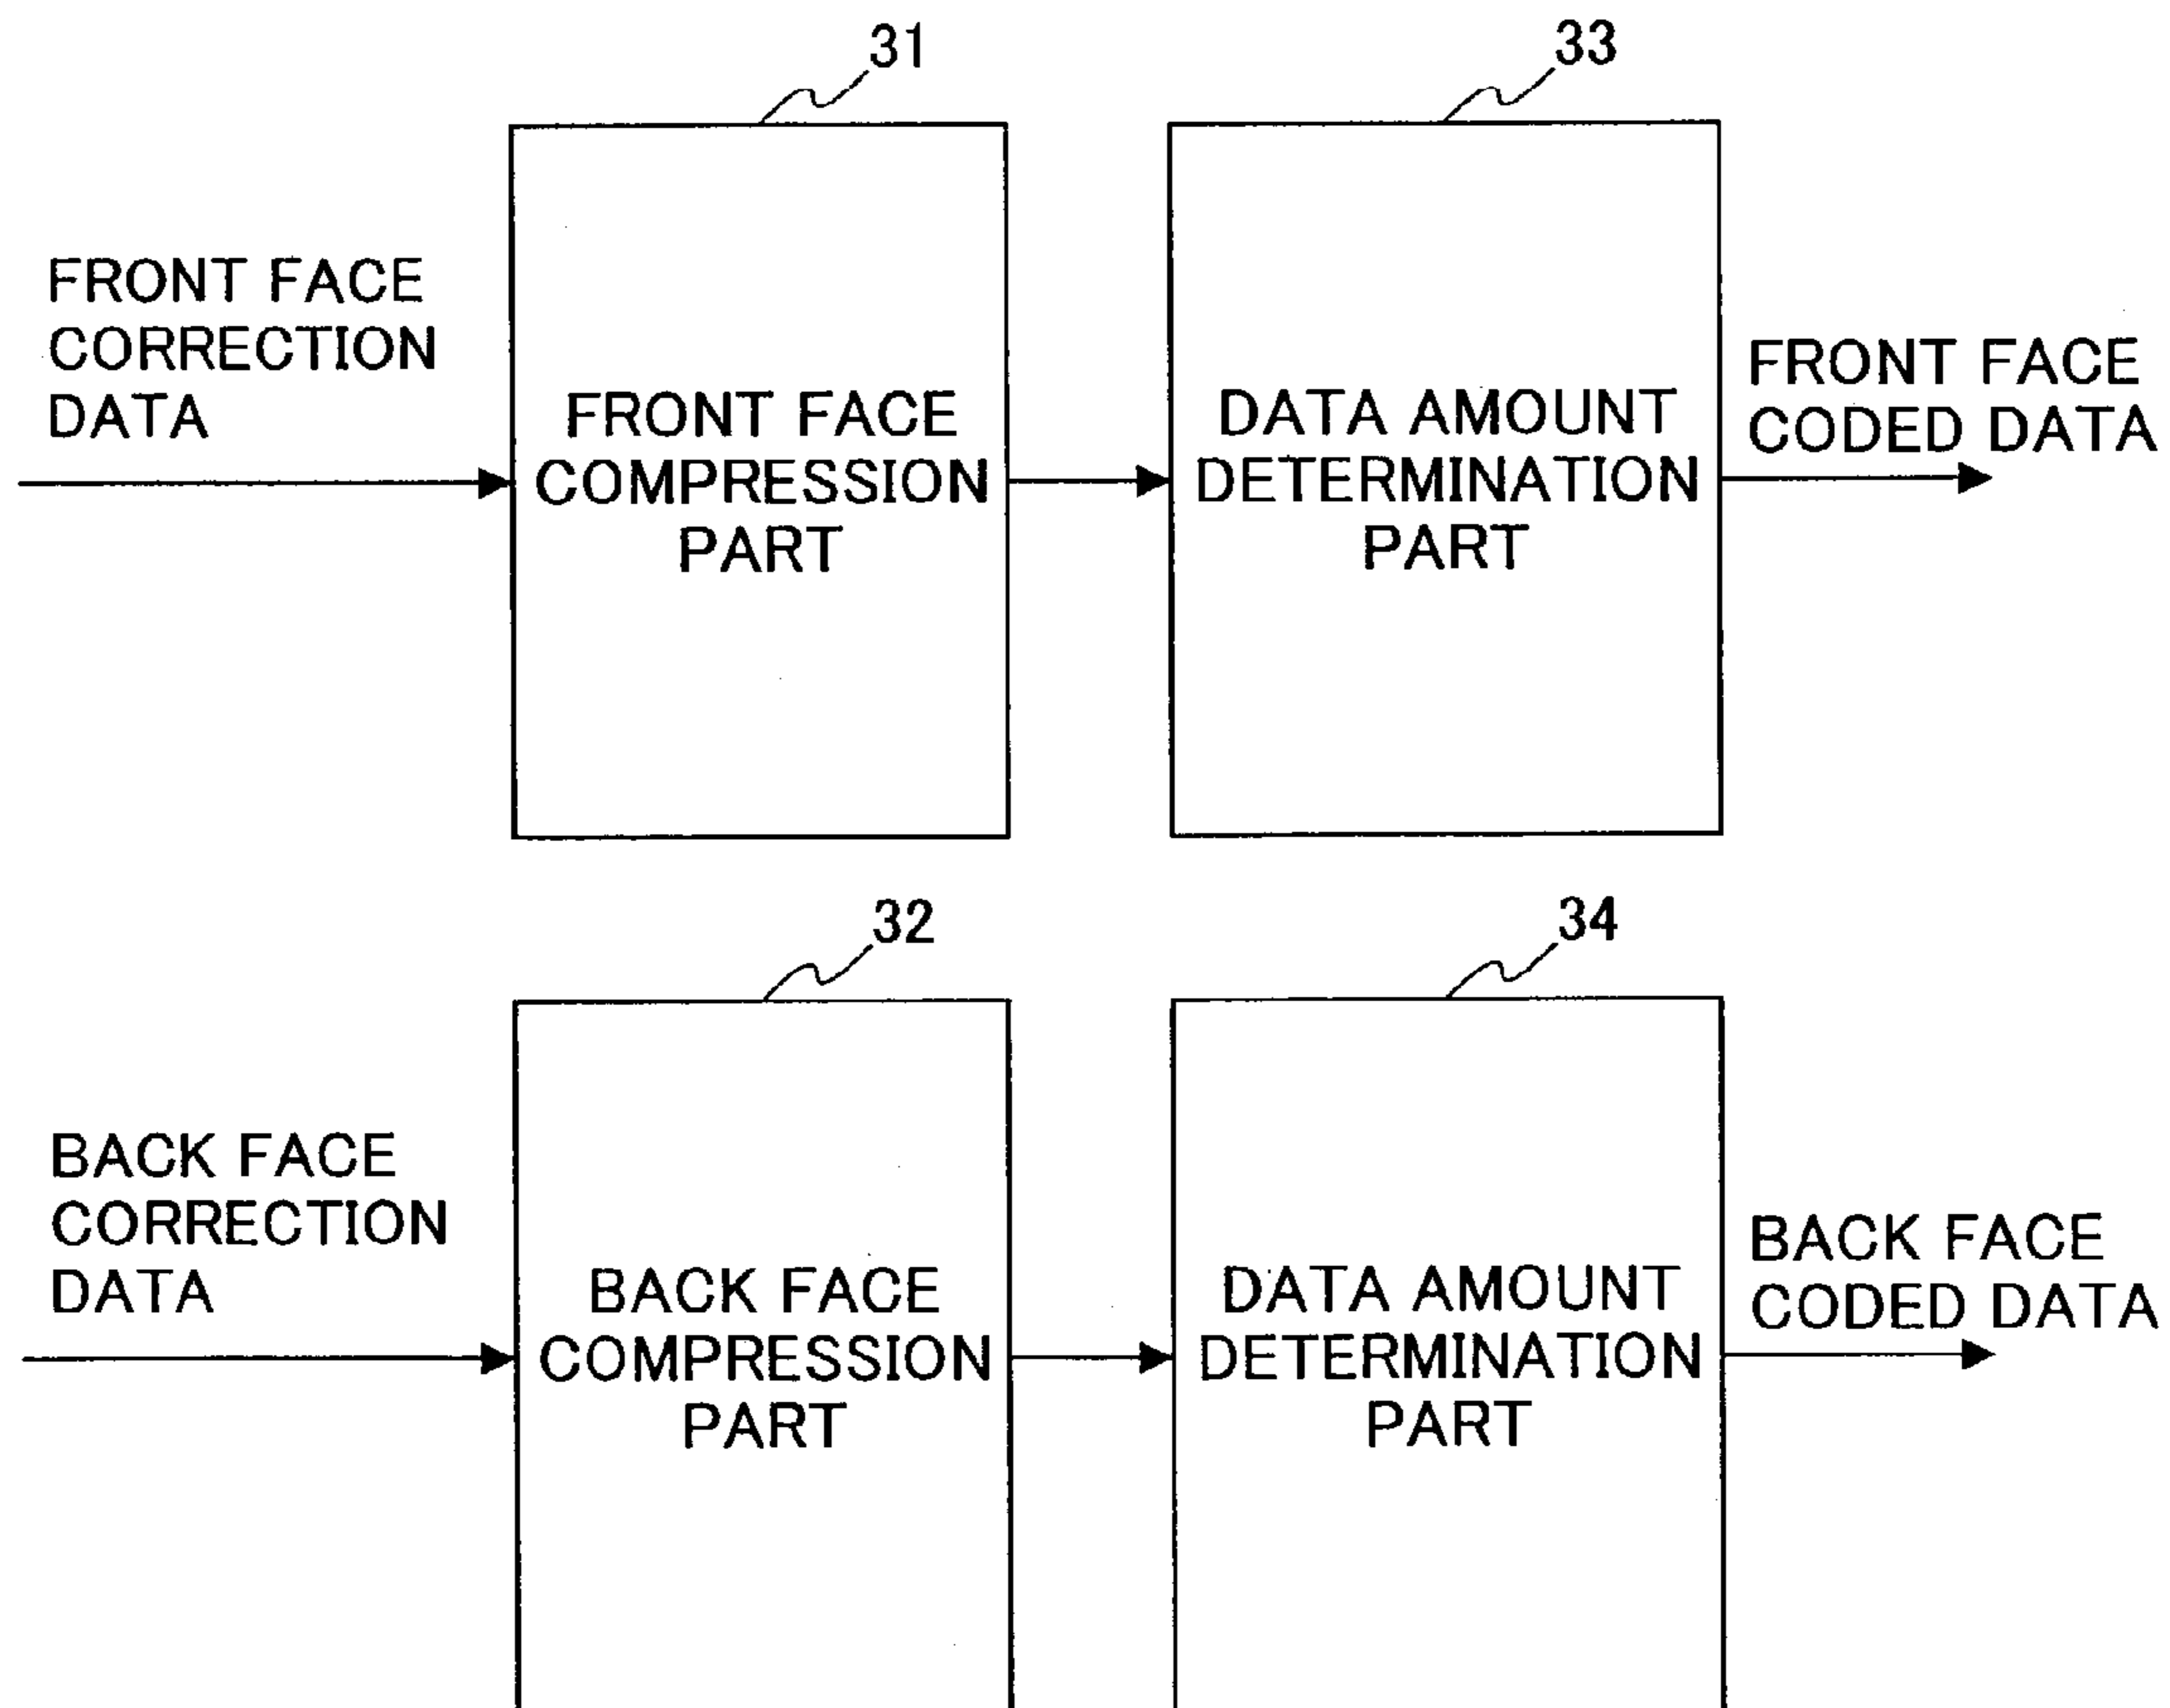 31
33
FRONT FACE
CORRECTION
DATA
FRONT FACE
COMPRESSION
PART
DATA AMOUNT
DETERMINATION
PART
FRONT FACE
CODED DATA
32
34
BACK FACE
CORRECTION
DATA
BACK FACE
COMPRESSION
PART
DATA AMOUNT
DETERMINATION
PART
BACK FACE
CODED DATA